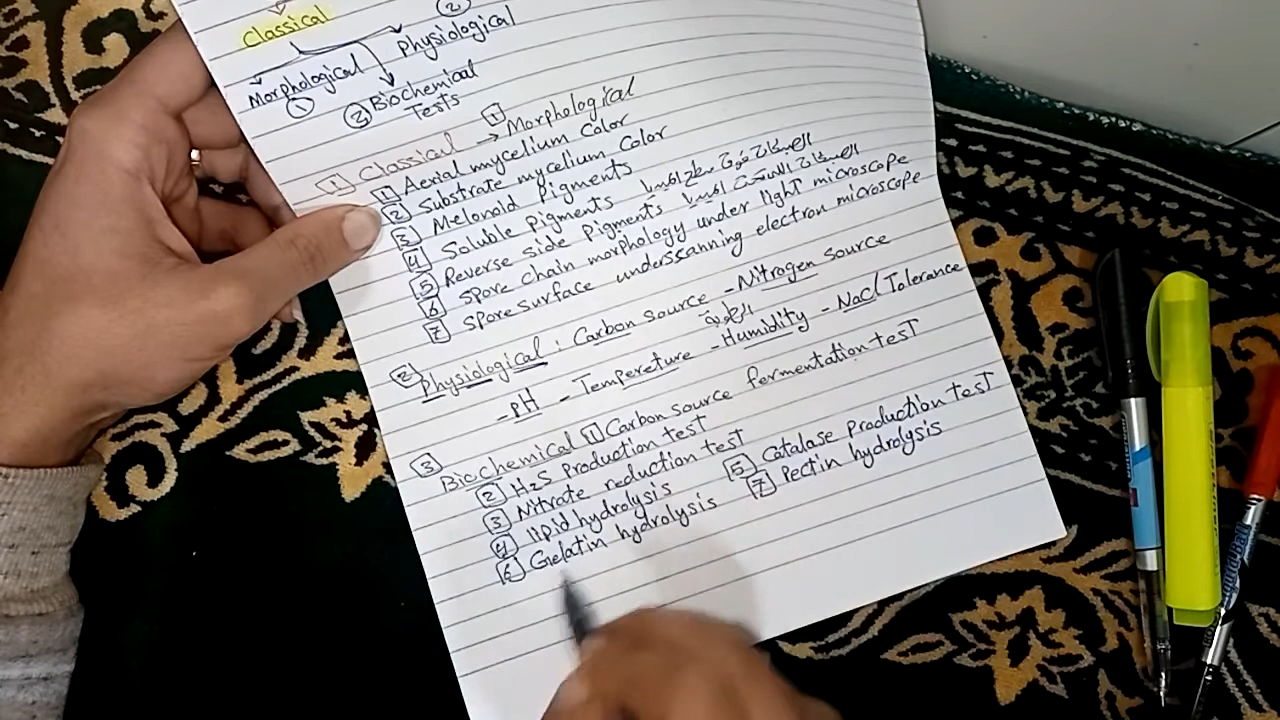 Classical
②
Physiological
Morphological
①
③ Biochemical
Tests
1 Classical → Morphological 1
1 Aerial mycelium Color
2 Substrate mycelium Color
3 Melonoid Pigments
4 Soluble Pigments
5 Reverse side Pigments
6 Spore chain morphology under light microscope
7 Spore surface underscanning electron microscope
② Physiological : Carbon source - Nitrogen source
- pH - Temperature - Humidity - NaCl Tolerance
الرطوبة
③ Biochemical 1 Carbon source fermentation test
2 H2S Production test
3 Nitrate reduction test
4 lipid hydrolysis
5 Catalase Production test
6 Gelatin hydrolysis
7 Pectin hydrolysis